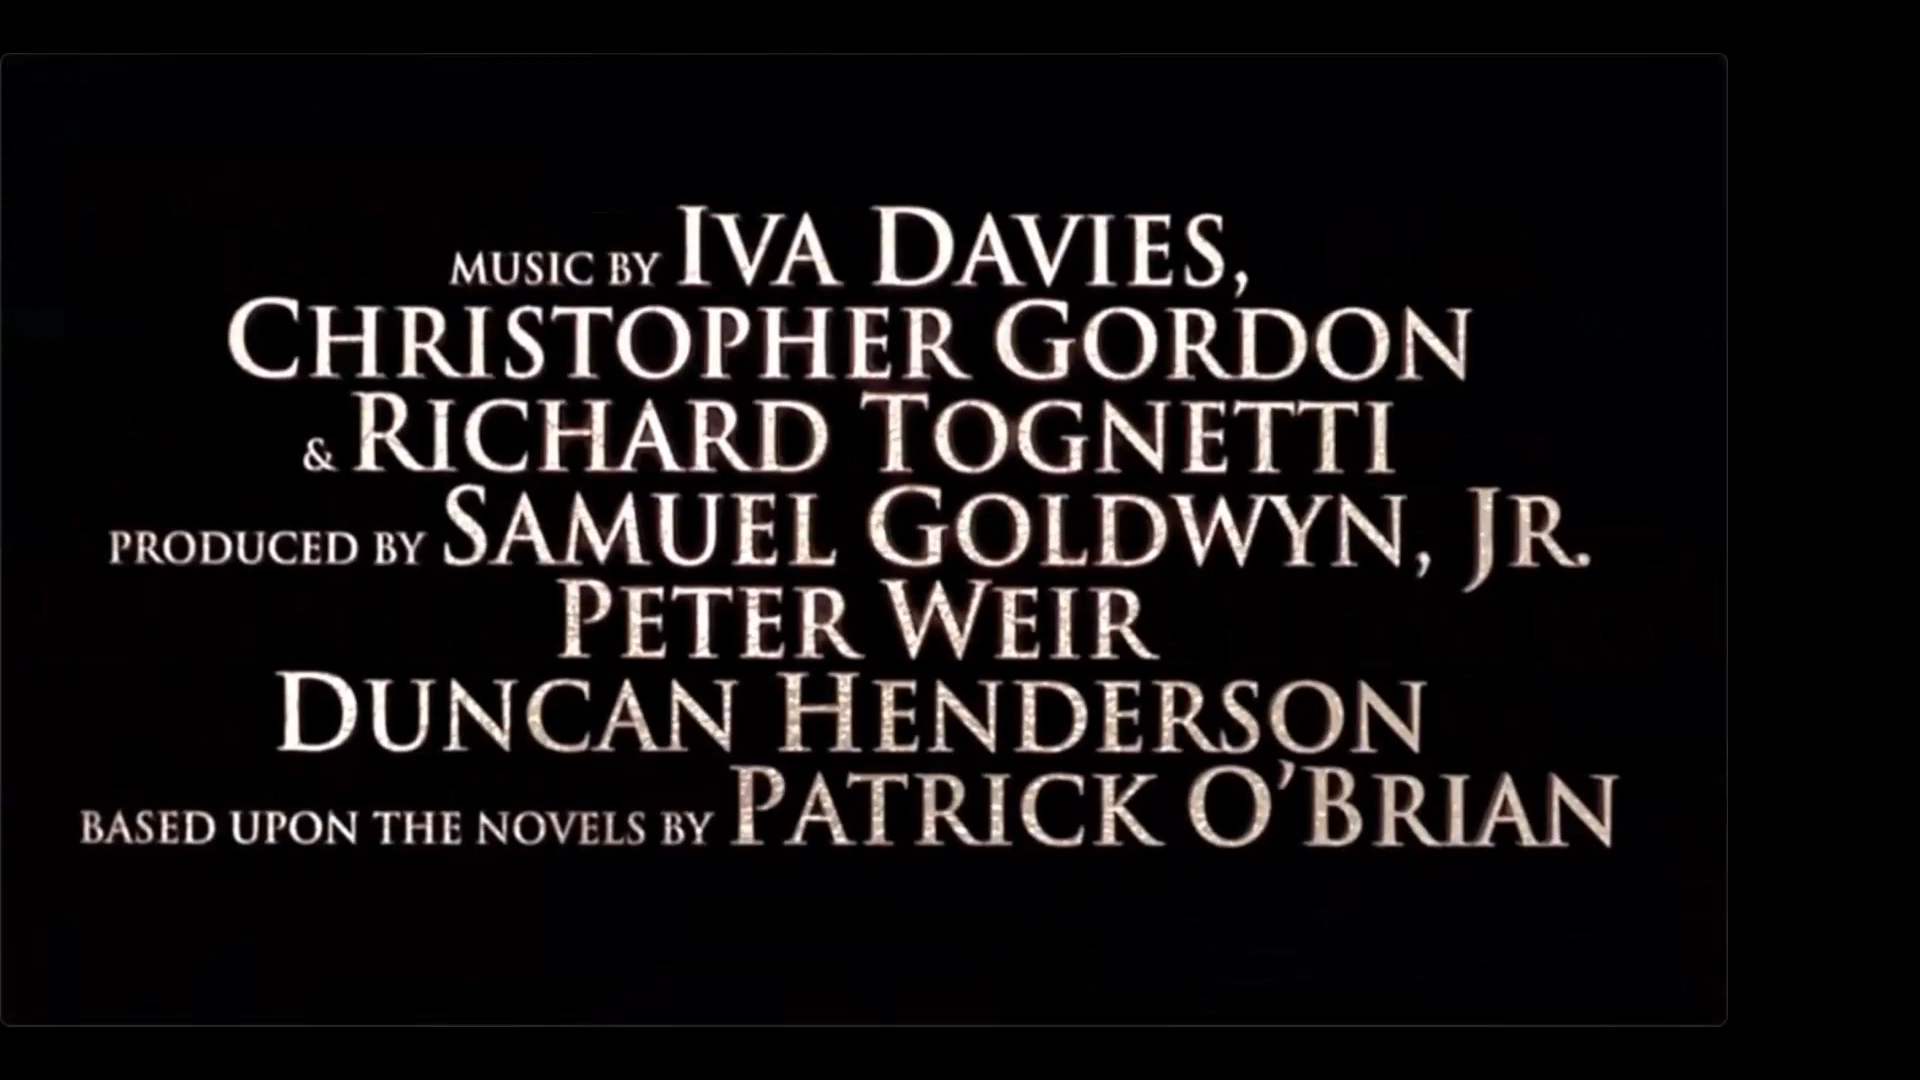 MUSIC BY IVA DAVIES,
CHRISTOPHER GORDON
& RICHARD TOGNETTI
PRODUCED BY SAMUEL GOLDWYN, JR.
PETER WEIR
DUNCAN HENDERSON
BASED UPON THE NOVELS BY PATRICK O'BRIAN